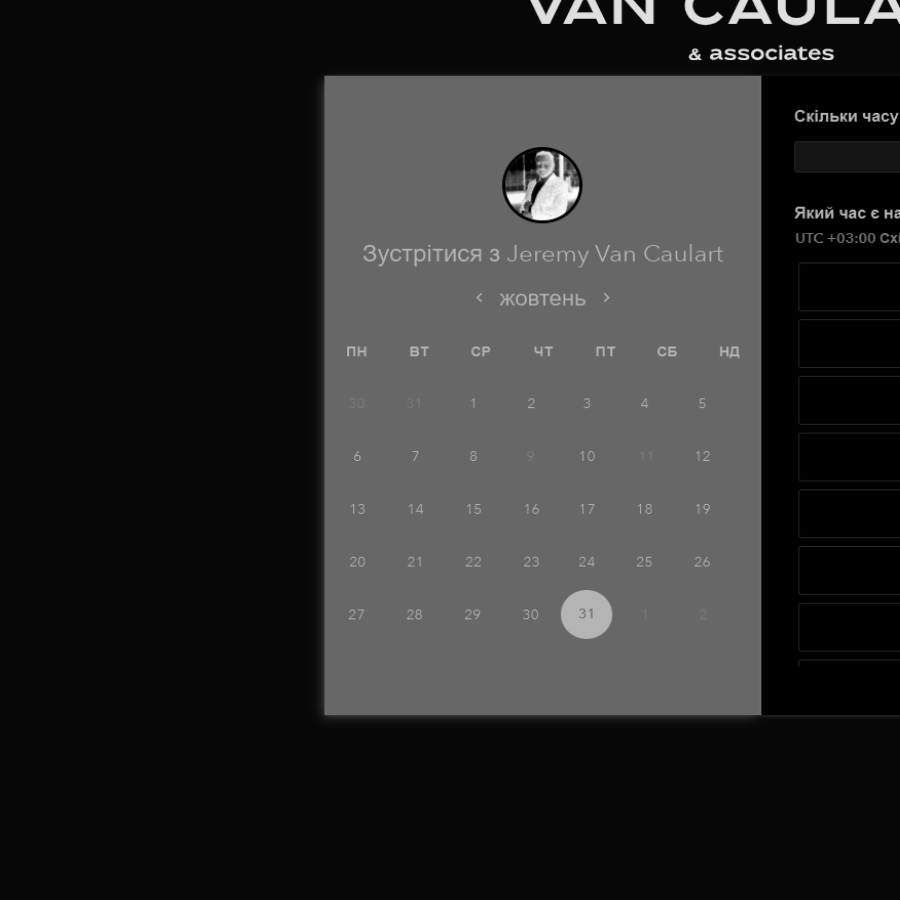 VAN CAULA
& associates
Зустрітися з Jeremy Van Caulart
жовтень
ПН ВТ СР ЧТ ПТ СБ НД
30 31 1 2 3 4 5
6 7 8 9 10 11 12
13 14 15 16 17 18 19
20 21 22 23 24 25 26
27 28 29 30 31 1 2
Скільки часу
Який час є на
UTC +03:00 Схі